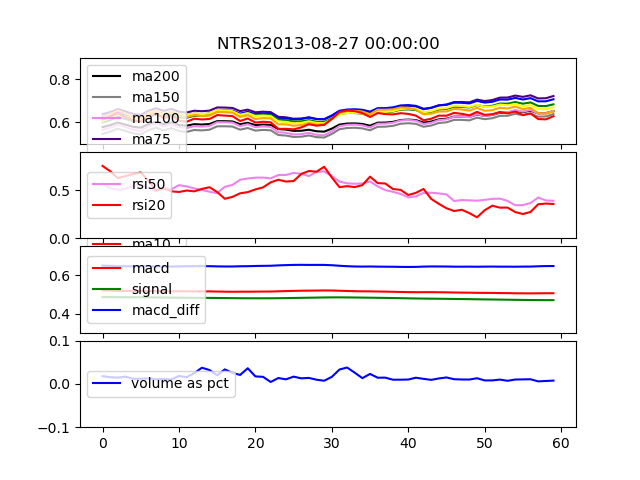 NTRS2013-08-27 00:00:00
0.8
0.6
ma200
ma150
ma100
ma75
0.5
0.0
rsi50
rsi20
ma10
0.6
0.4
macd
signal
macd_diff
0.1
0.0
−0.1
volume as pct
0 10 20 30 40 50 60